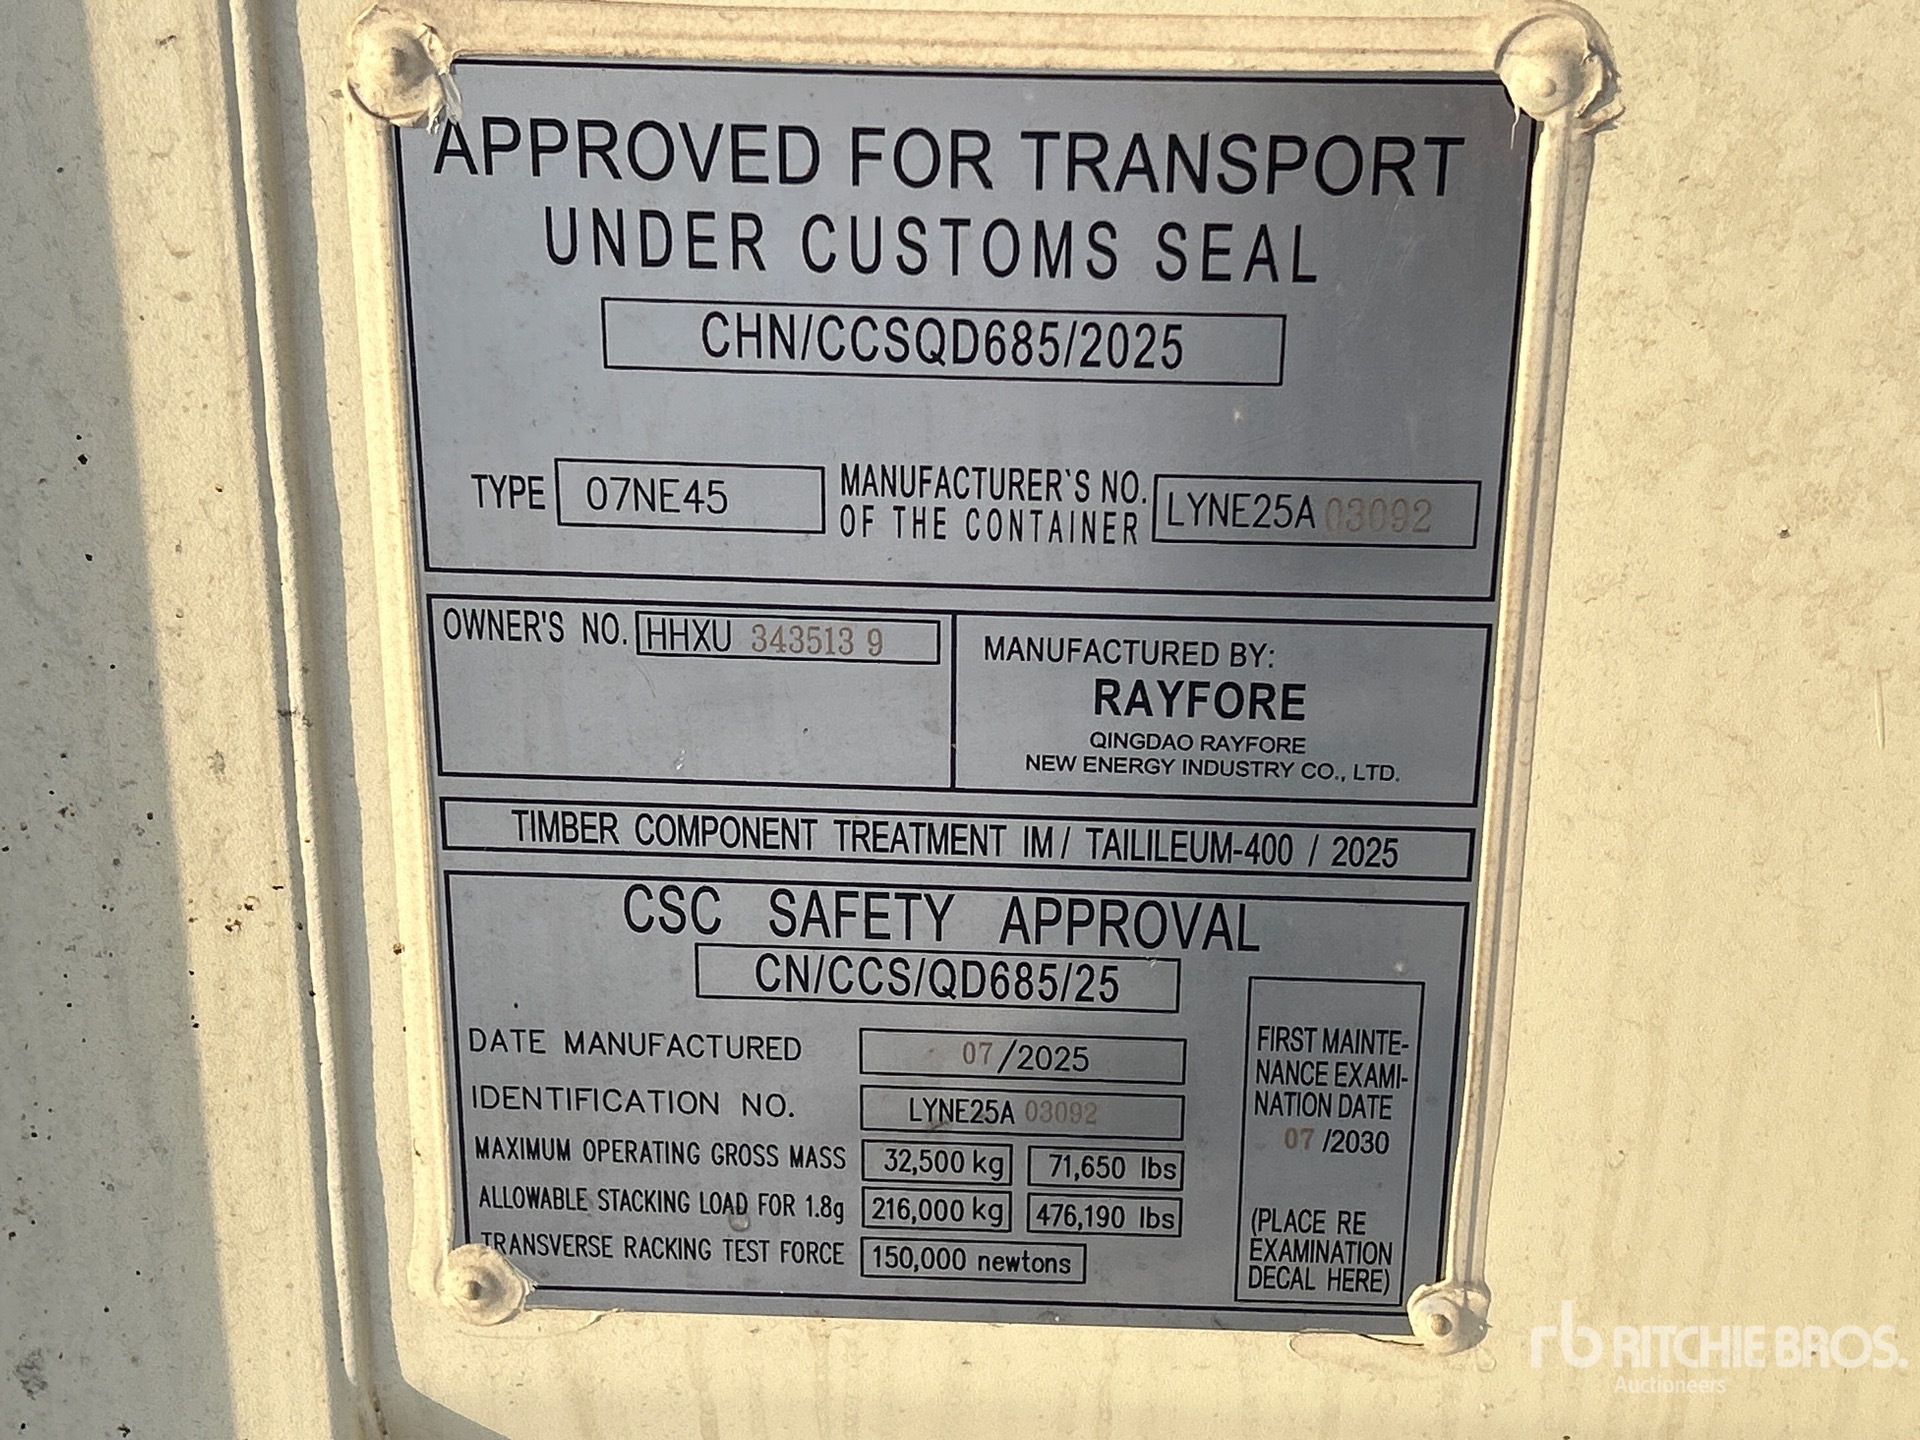 APPROVED FOR TRANSPORT
UNDER CUSTOMS SEAL
CHN/CCSQD685/2025
TYPE 07NE45
MANUFACTURER'S NO.
OF THE CONTAINER
LYNE25A 03092
OWNER'S NO. HHXU 343513 9
MANUFACTURED BY:
RAYFORE
QINGDAO RAYFORE
NEW ENERGY INDUSTRY CO., LTD.
TIMBER COMPONENT TREATMENT IM / TAILILEUM-400 / 2025
CSC SAFETY APPROVAL
CN/CCS/QD685/25
DATE MANUFACTURED 07/2025
IDENTIFICATION NO. LYNE25A 03092
MAXIMUM OPERATING GROSS MASS 32,500 kg 71,650 lbs
ALLOWABLE STACKING LOAD FOR 1.8g 216,000 kg 476,190 lbs
TRANSVERSE RACKING TEST FORCE 150,000 newtons
FIRST MAINTE-
NANCE EXAMI-
NATION DATE
07 /2030
(PLACE RE
EXAMINATION
DECAL HERE)
rb RITCHIE BROS.
Auctioneers